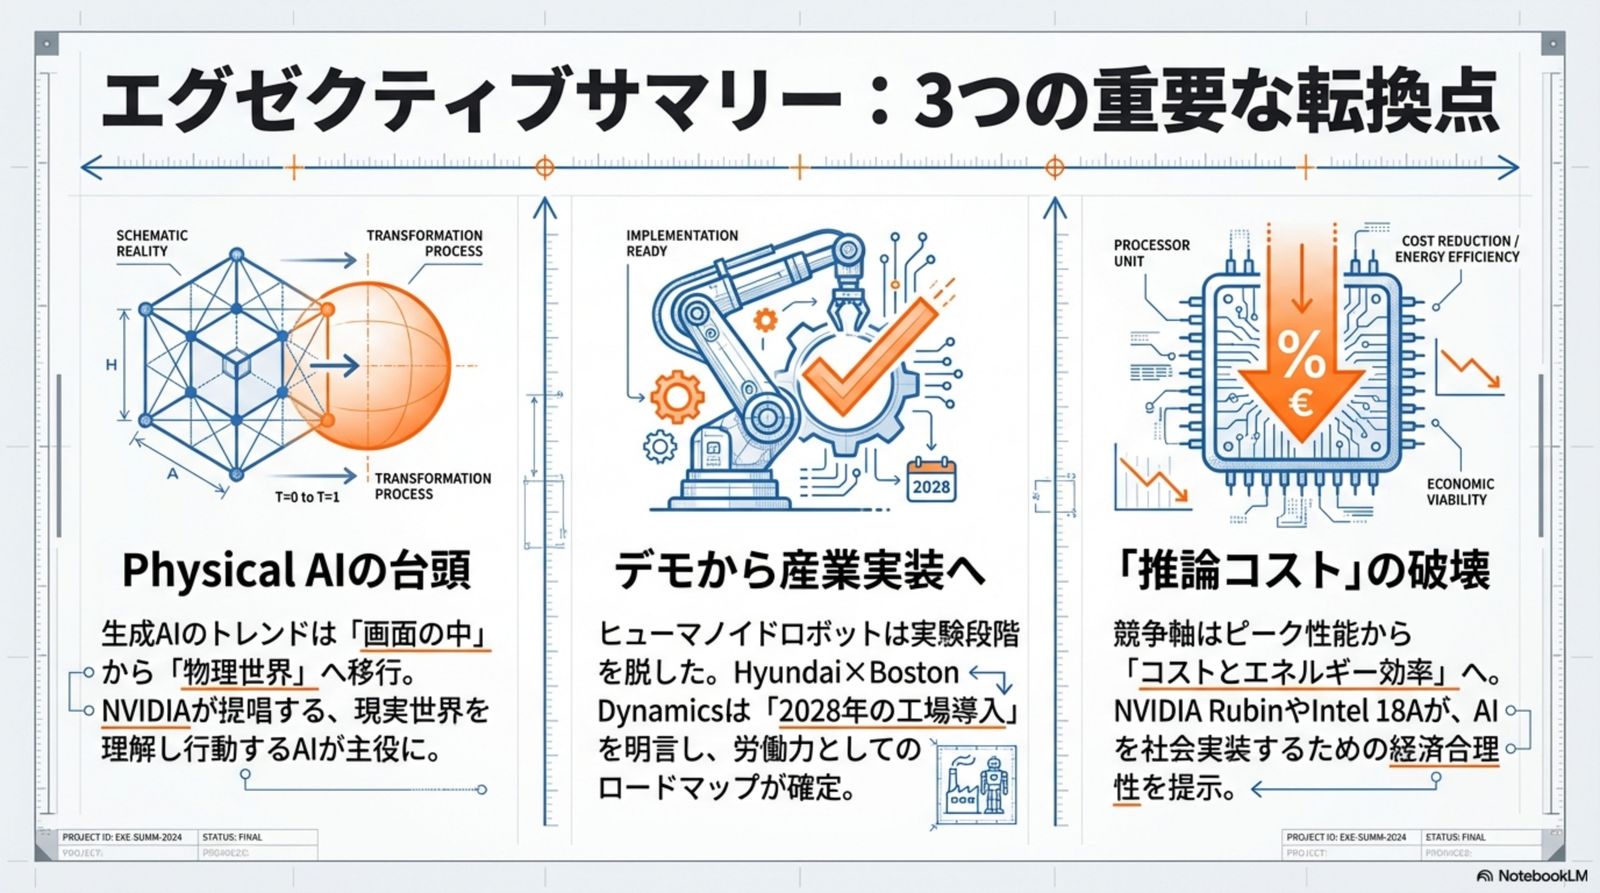 エグゼクティブサマリー：3つの重要な転換点
SCHEMATIC
REALITY
TRANSFORMATION
PROCESS
H
A
T=0 to T=1
TRANSFORMATION
PROCESS
Physical AIの台頭
生成AIのトレンドは「画面の中」
から「物理世界」へ移行。
NVIDIAが提唱する、現実世界を
理解し行動するAIが主役に。
IMPLEMENTATION
READY
2028
デモから産業実装へ
ヒューマノイドロボットは実験段階
を脱した。Hyundai×Boston
Dynamicsは「2028年の工場導入」
を明言し、労働力としての
ロードマップが確定。
PROCESSOR
UNIT
COST REDUCTION /
ENERGY EFFICIENCY
%
€
ECONOMIC
VIABILITY
「推論コスト」の破壊
競争軸はピーク性能から
「コストとエネルギー効率」へ。
NVIDIA RubinやIntel 18Aが、AI
を社会実装するための経済合理
性を提示。
PROJECT ID: EXE-SUMM-2024
STATUS: FINAL
PROJECT ID: EXE-SUMM-2024
STATUS: FINAL
NotebookLM